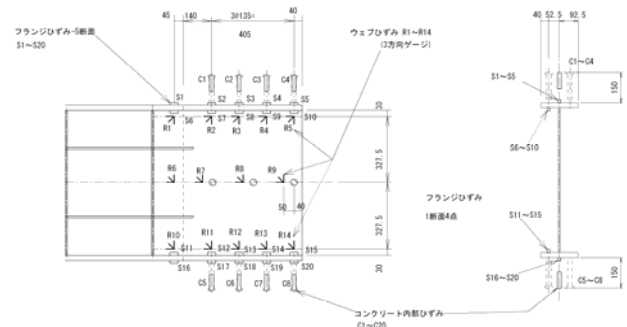 45 140 3@135= 40
405
フランジひずみ-5断面
S1~S20
ウェブひずみ R1~R14
(3方向ゲージ)
C1 C2 C3 C4
S1 S2 S3 S4 S5
S6 S7 S8 S9 S10
R1 R2 R3 R4 R5
30
327.5
R6 R7 R8 R9
50 40
327.5
R10 R11 R12 R13 R14
S11 S12 S13 S14 S15
S16 S17 S18 S19 S20
30
C5 C6 C7 C8
コンクリート内部ひずみ
C1~C20
40 52.5 92.5
C1~C4
S1~S5
150
S6~S10
フランジひずみ
1断面4点
S11~S15
S16~S20
C5~C8
150